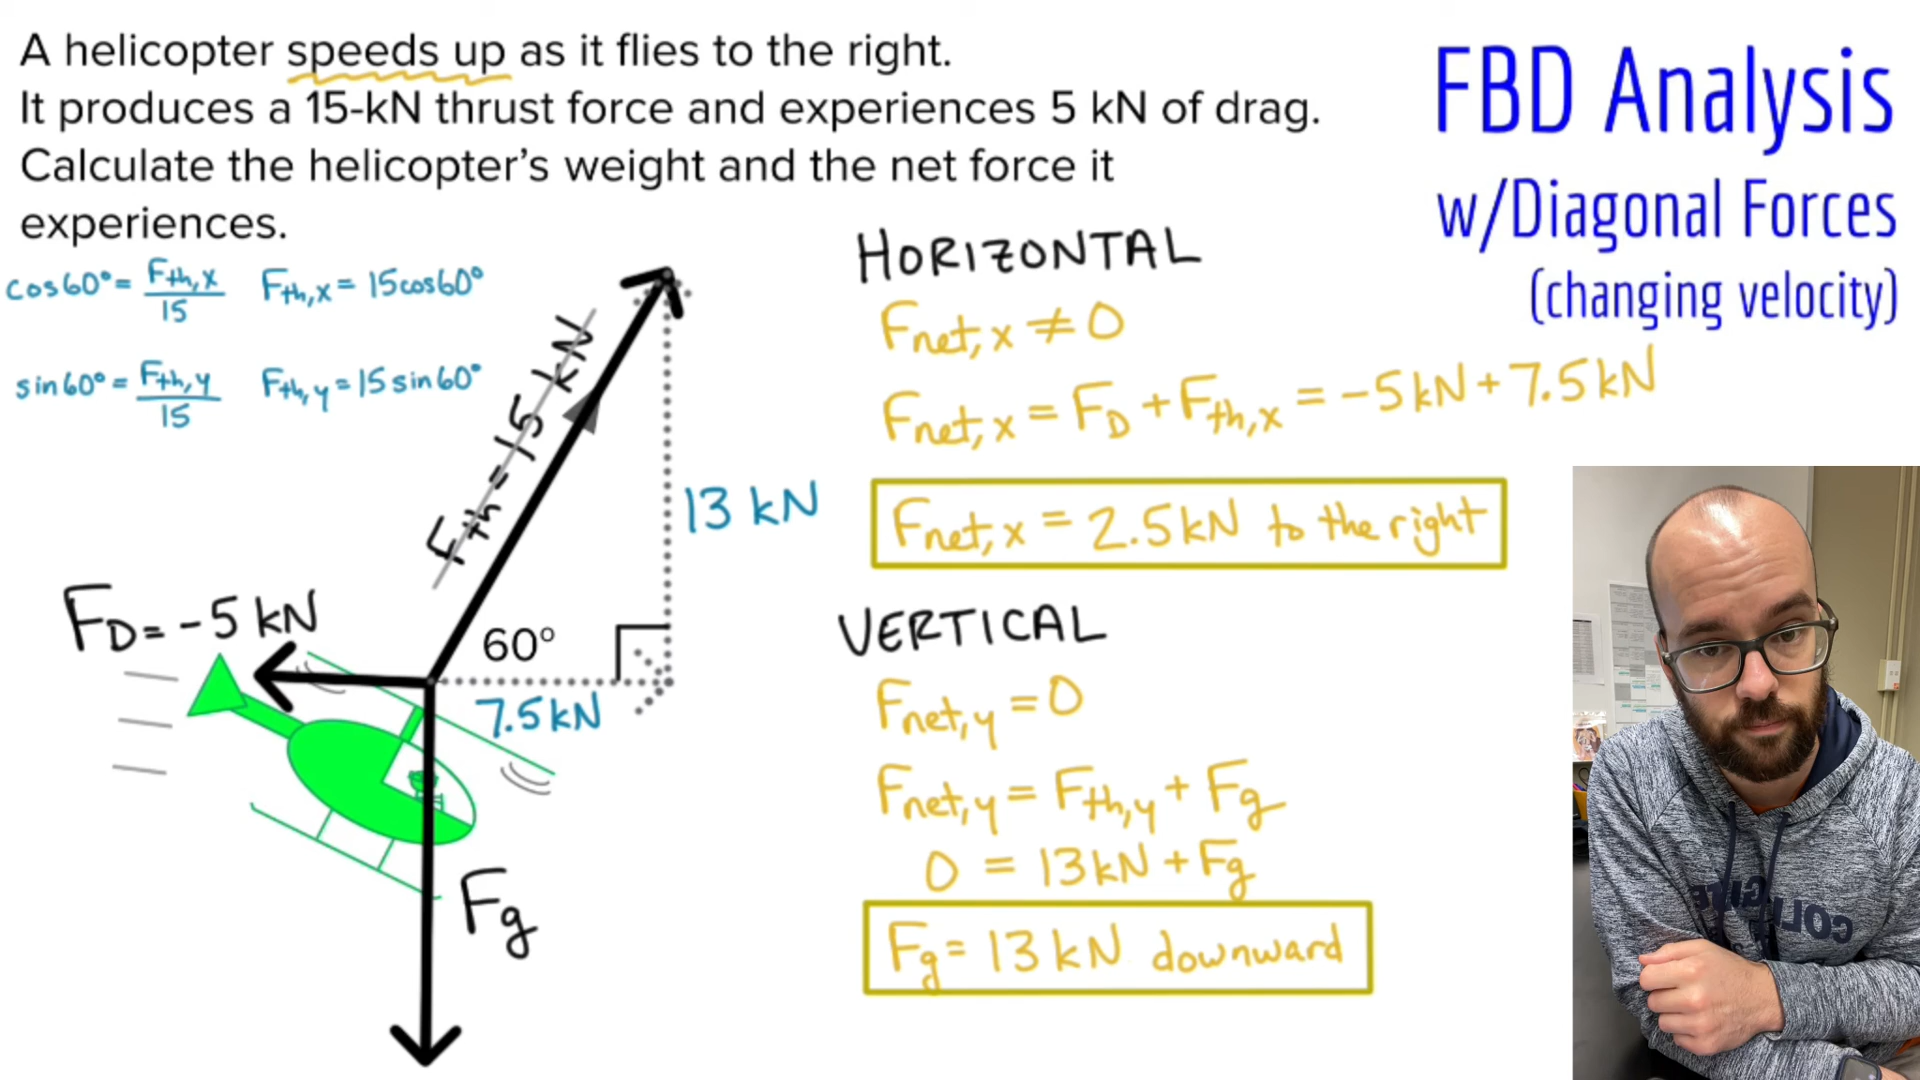 A helicopter speeds up as it flies to the right.
It produces a 15-kN thrust force and experiences 5 kN of drag.
Calculate the helicopter's weight and the net force it
experiences.
FBD Analysis
w/Diagonal Forces
(changing velocity)
cos60° = Fth,x/15 Fth,x = 15cos60°
sin60° = Fth,y/15 Fth,y = 15sin60°
Fth = 15 kN
13 kN
FD = -5 kN
60°
7.5kN
Fg
HORIZONTAL
Fnet,x ≠ 0
Fnet,x = FD + Fth,x = -5kN + 7.5kN
Fnet,x = 2.5kN to the right
VERTICAL
Fnet,y = 0
Fnet,y = Fth,y + Fg
0 = 13kN + Fg
Fg = 13kN downward